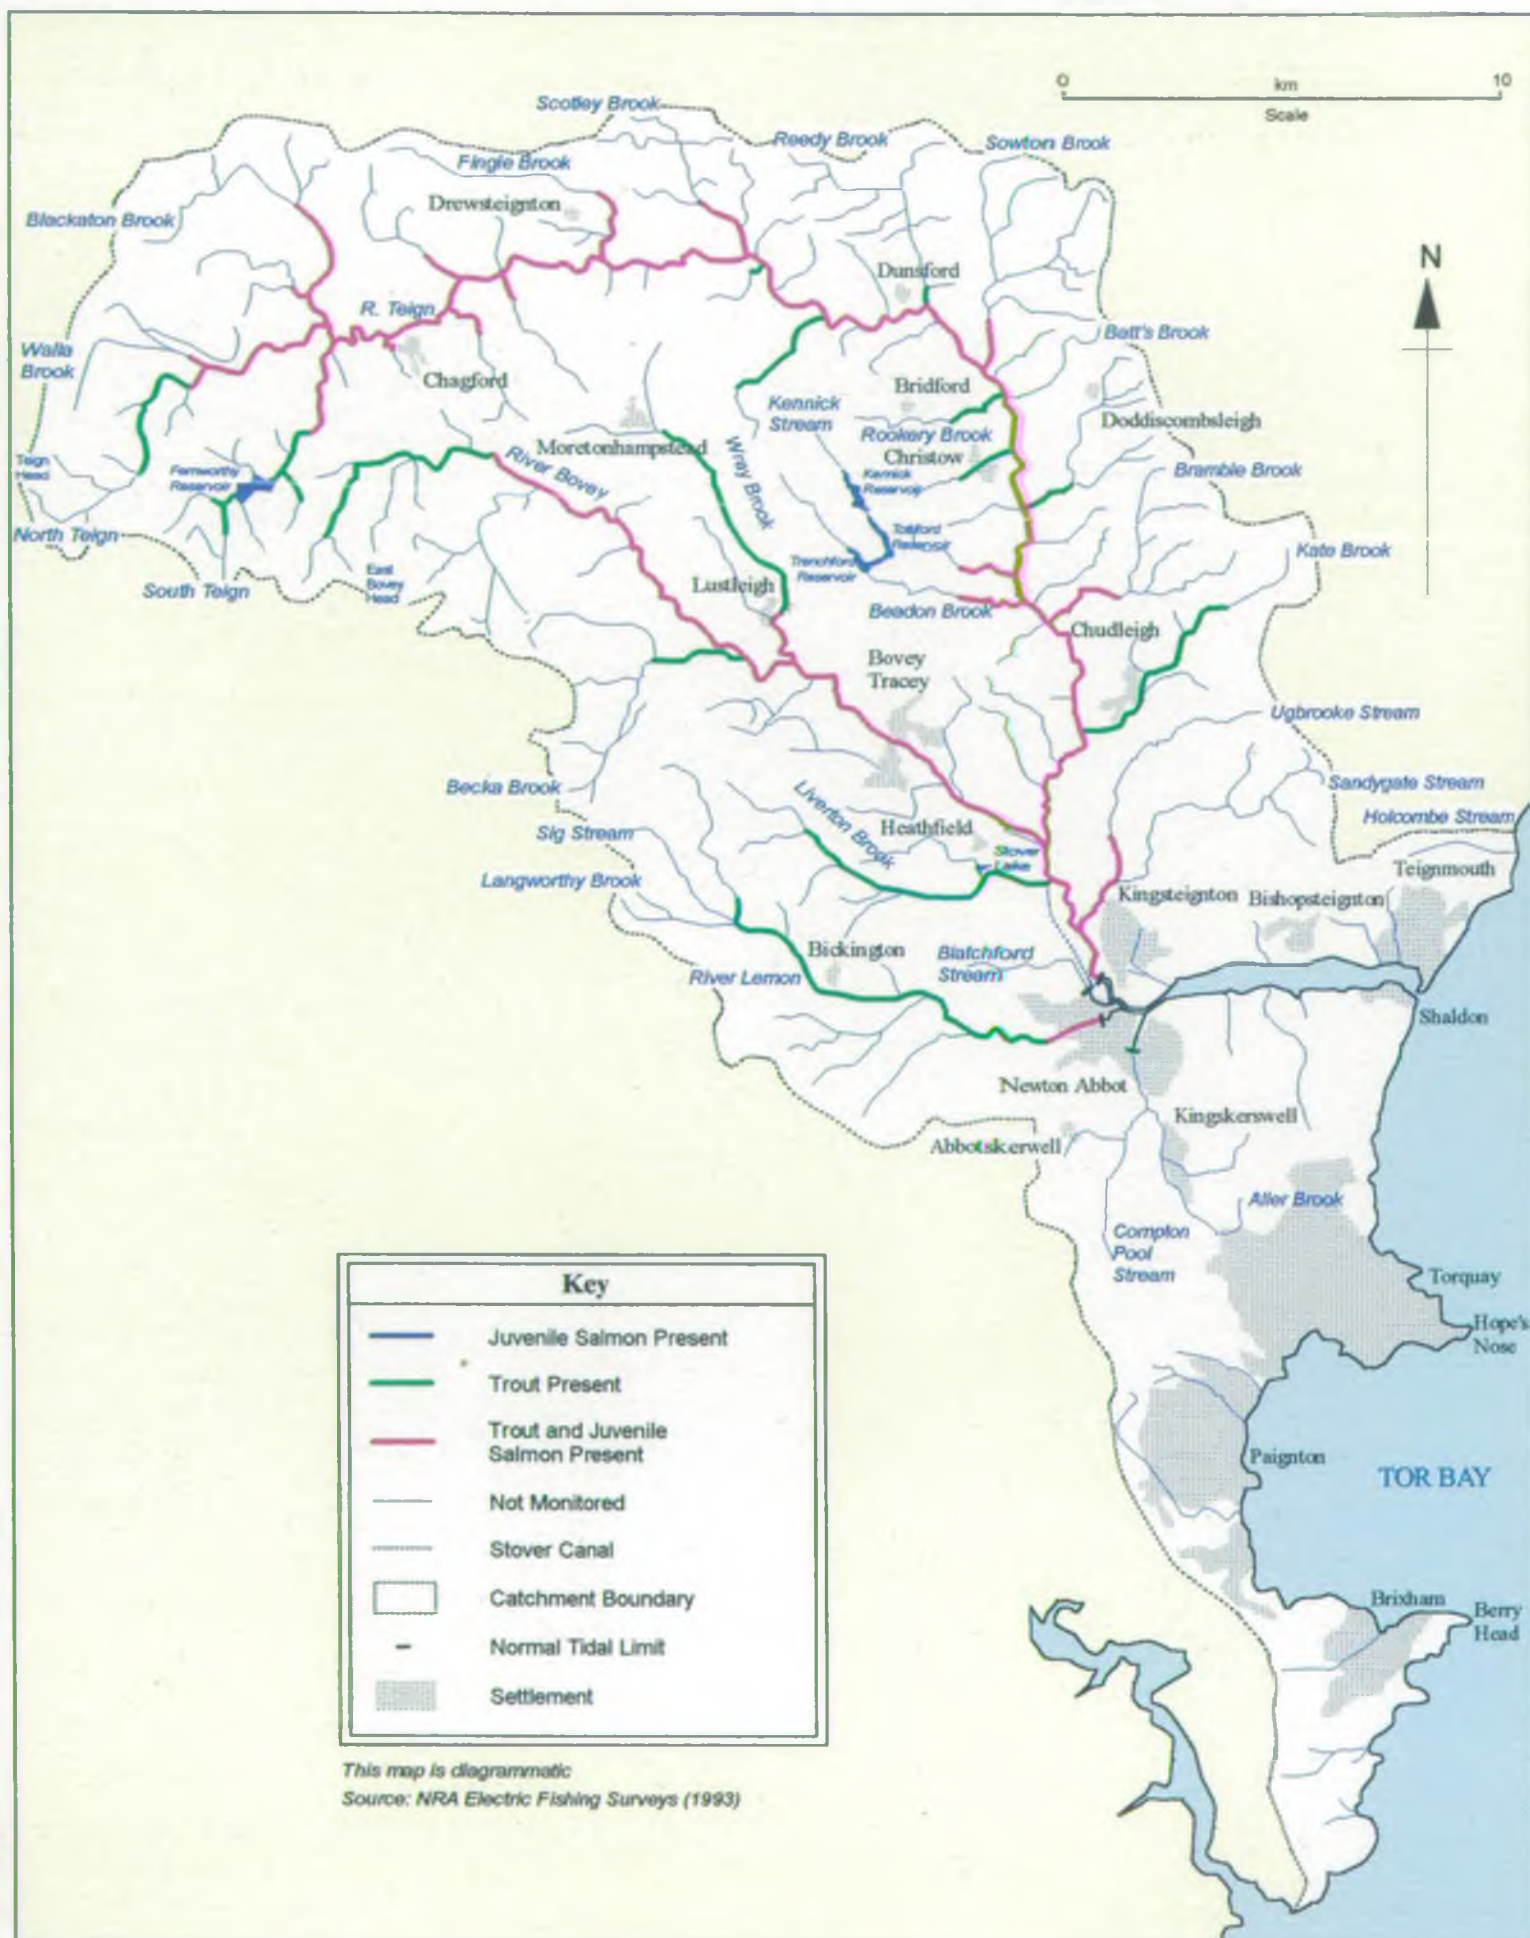 0 km 10
Scale
Scotley Brook
Reedy Brook
Sowton Brook
Fingle Brook
Drewsteignton
Blackaton Brook
N
Dunsford
R. Teign
Batt's Brook
Walla
Brook
Chagford
Bridford
Kennick
Stream
Doddiscombsleigh
Rookery Brook
Moretonhampstead
Christow
Wray Brook
River Bovey
Teign
Head
Fernworthy
Reservoir
Kennick
Reservoir
Bramble Brook
North Teign
Tottiford
Reservoir
Kate Brook
Trenchford
Reservoir
South Teign
East
Bovey
Head
Lustleigh
Beadon Brook
Chudleigh
Bovey
Tracey
Ugbrooke Stream
Becka Brook
Sandygate Stream
Liverton Brook
Holcombe Stream
Sig Stream
Heathfield
Stover
Lake
Teignmouth
Langworthy Brook
Kingsteignton
Bishopsteignton
Bickington
Blatchford
Stream
River Lemon
Shaldon
Newton Abbot
Kingskerswell
Abbotskerwell
Aller Brook
Compton
Pool
Stream
Torquay
Hope's
Nose
Paignton
TOR BAY
Brixham
Berry
Head
Key
Juvenile Salmon Present
Trout Present
Trout and Juvenile
Salmon Present
Not Monitored
Stover Canal
Catchment Boundary
Normal Tidal Limit
Settlement
This map is diagrammatic
Source: NRA Electric Fishing Surveys (1993)